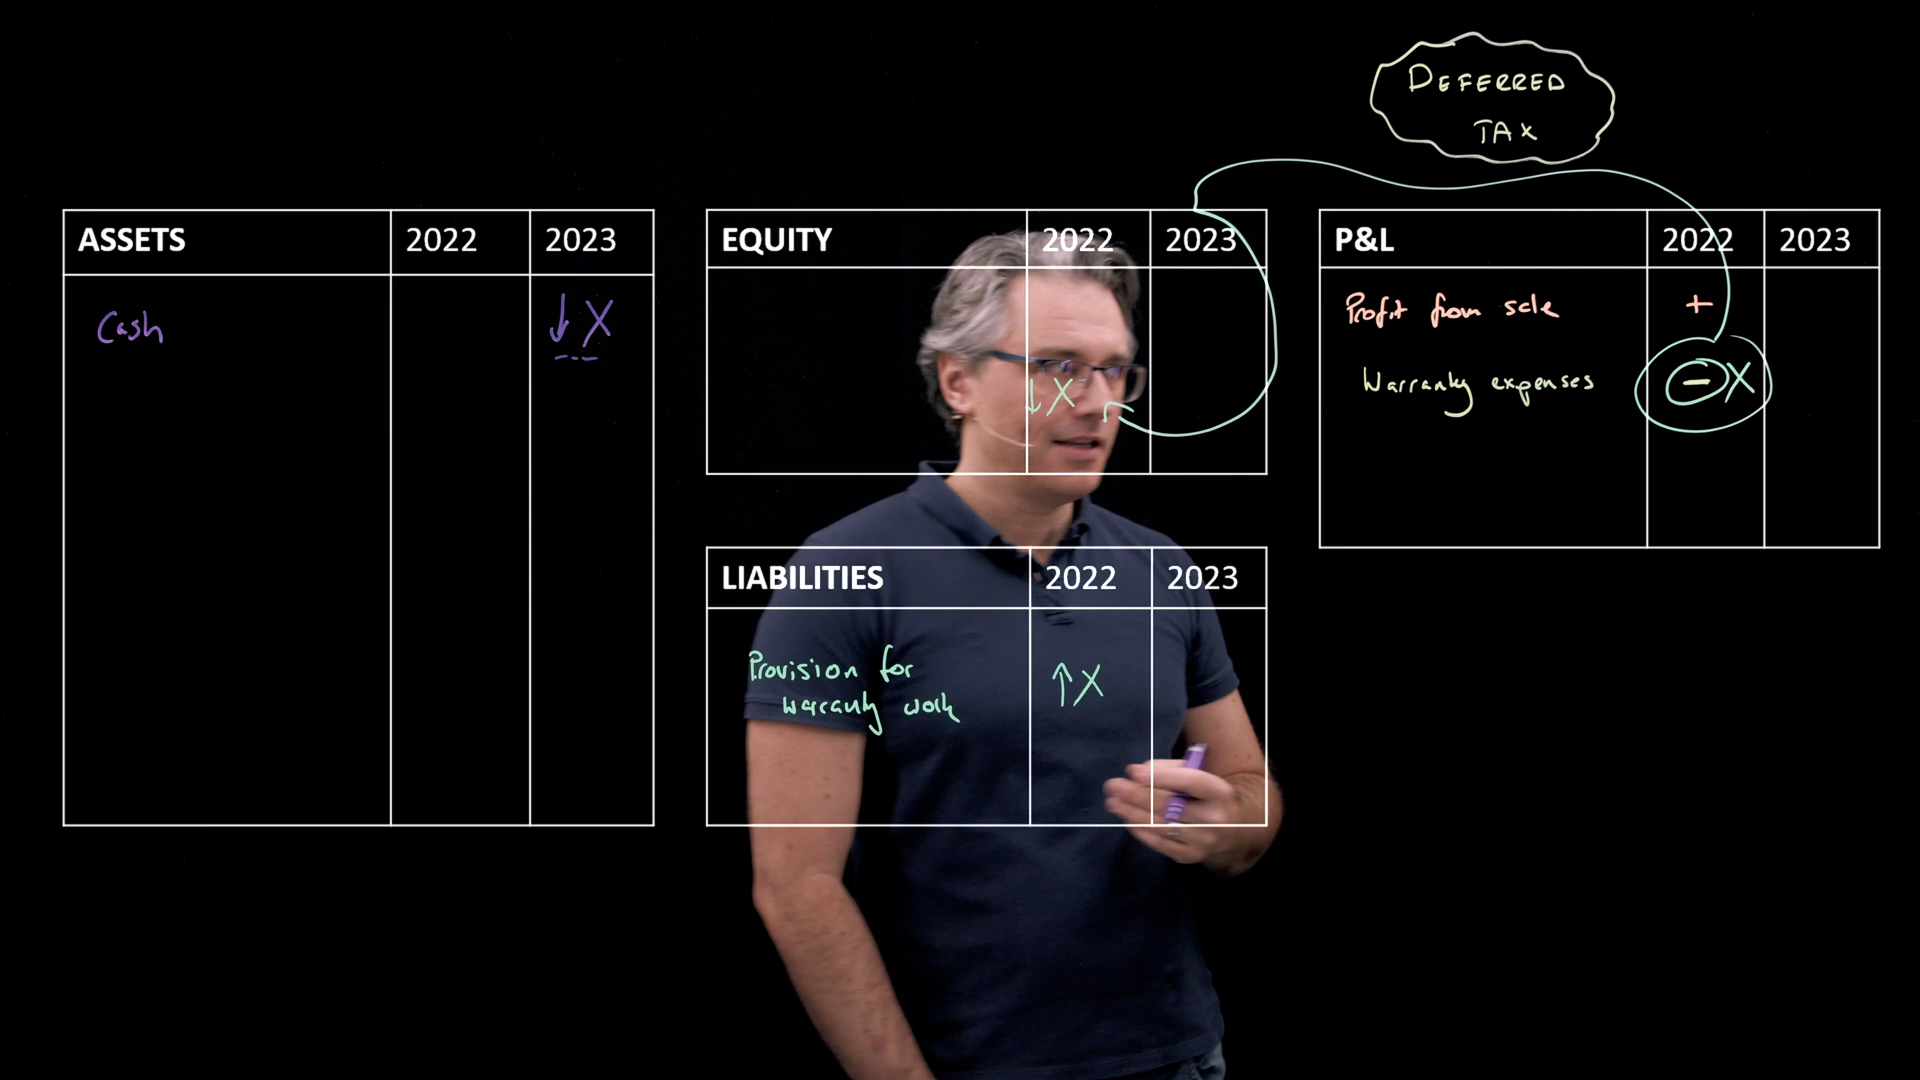 DEFERRED
TAX
ASSETS 2022 2023
Cash ↓ X
EQUITY 2022 2023
↓ X
LIABILITIES 2022 2023
Provision for ↑ X
warranty work
P&L 2022 2023
Profit from sale +
Warranty expenses - X